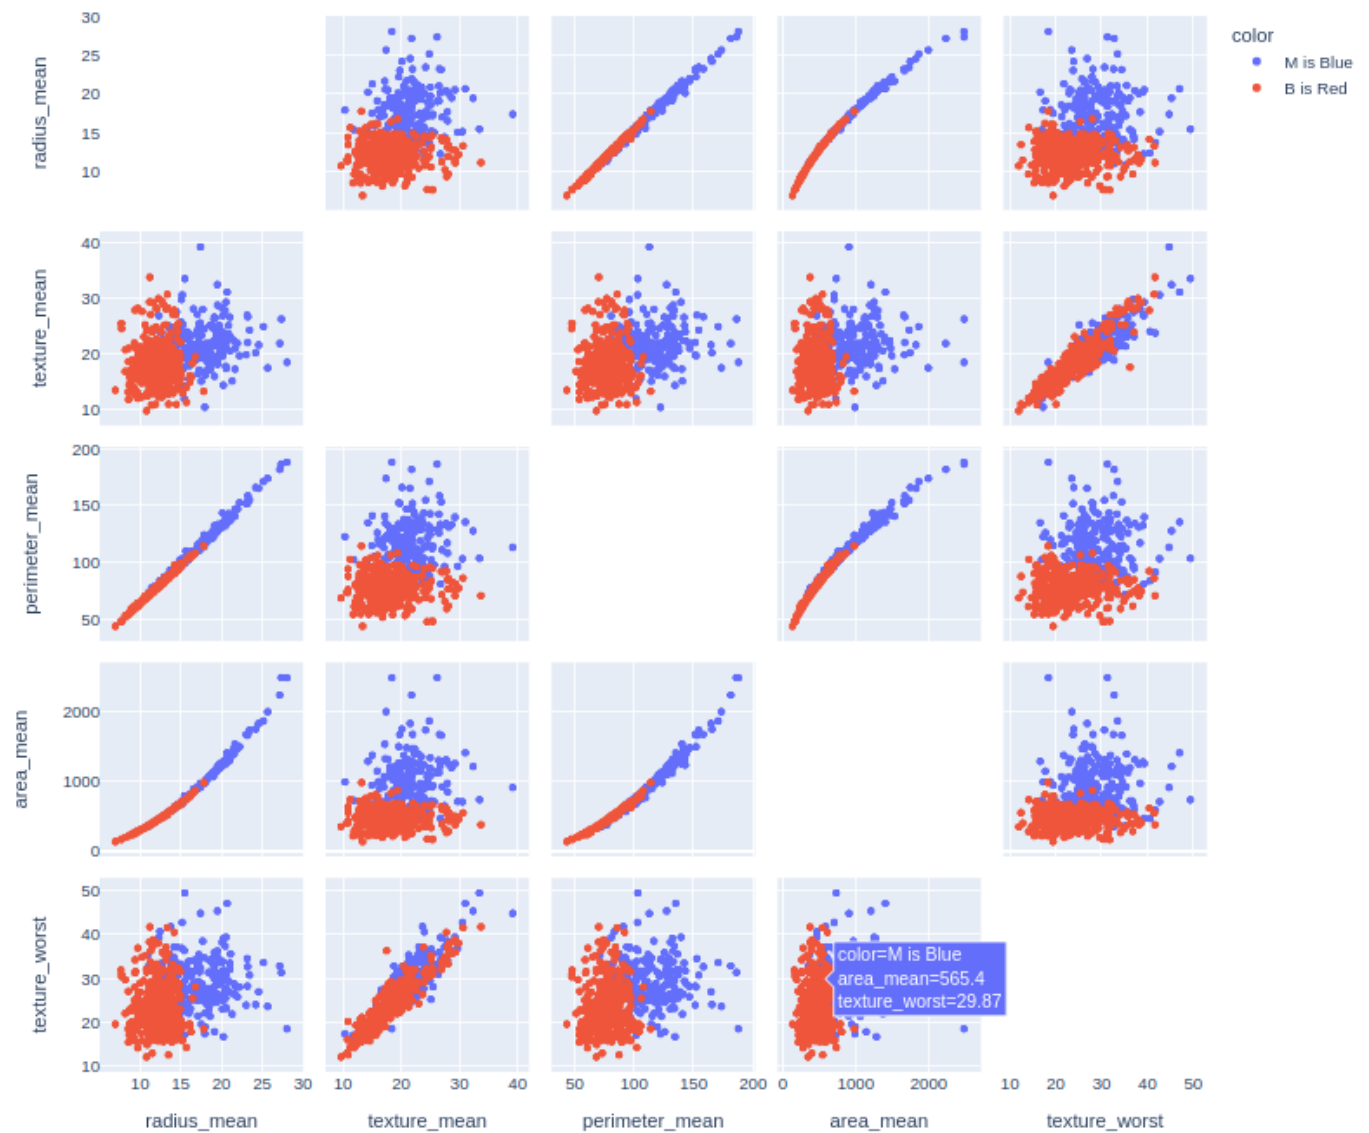 30
25
20
15
10
radius_mean
color
M is Blue
B is Red
40
30
20
10
texture_mean
200
150
100
50
perimeter_mean
2000
1000
0
area_mean
50
40
30
20
10
texture_worst
color=M is Blue
area_mean=565.4
texture_worst=29.87
10 15 20 25 30
10 20 30 40
50 100 150 200
0 1000 2000
10 20 30 40 50
radius_mean texture_mean perimeter_mean area_mean texture_worst